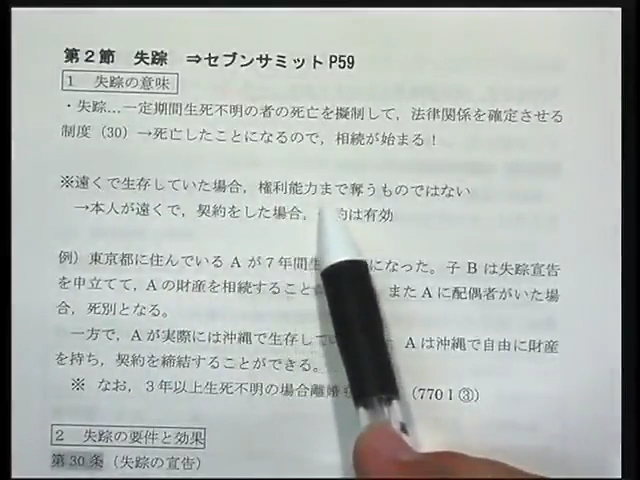 第２節　失踪　⇒セブンサミットP59
１　失踪の意味
・失踪…一定期間生死不明の者の死亡を擬制して，法律関係を確定させる
制度（30）→死亡したことになるので，相続が始まる！
※遠くで生存していた場合，権利能力まで奪うものではない
→本人が遠くで，契約をした場合，約は有効
例）東京都に住んでいるＡが７年間生になった。子Ｂは失踪宣告
を申立てて，Ａの財産を相続すること　またＡに配偶者がいた場
合，死別となる。
一方で，Ａが実際には沖縄で生存して　Ａは沖縄で自由に財産
を持ち，契約を締結することができる。
※　なお，３年以上生死不明の場合離婚　（770Ⅰ③）
２　失踪の要件と効果
第30条（失踪の宣告）